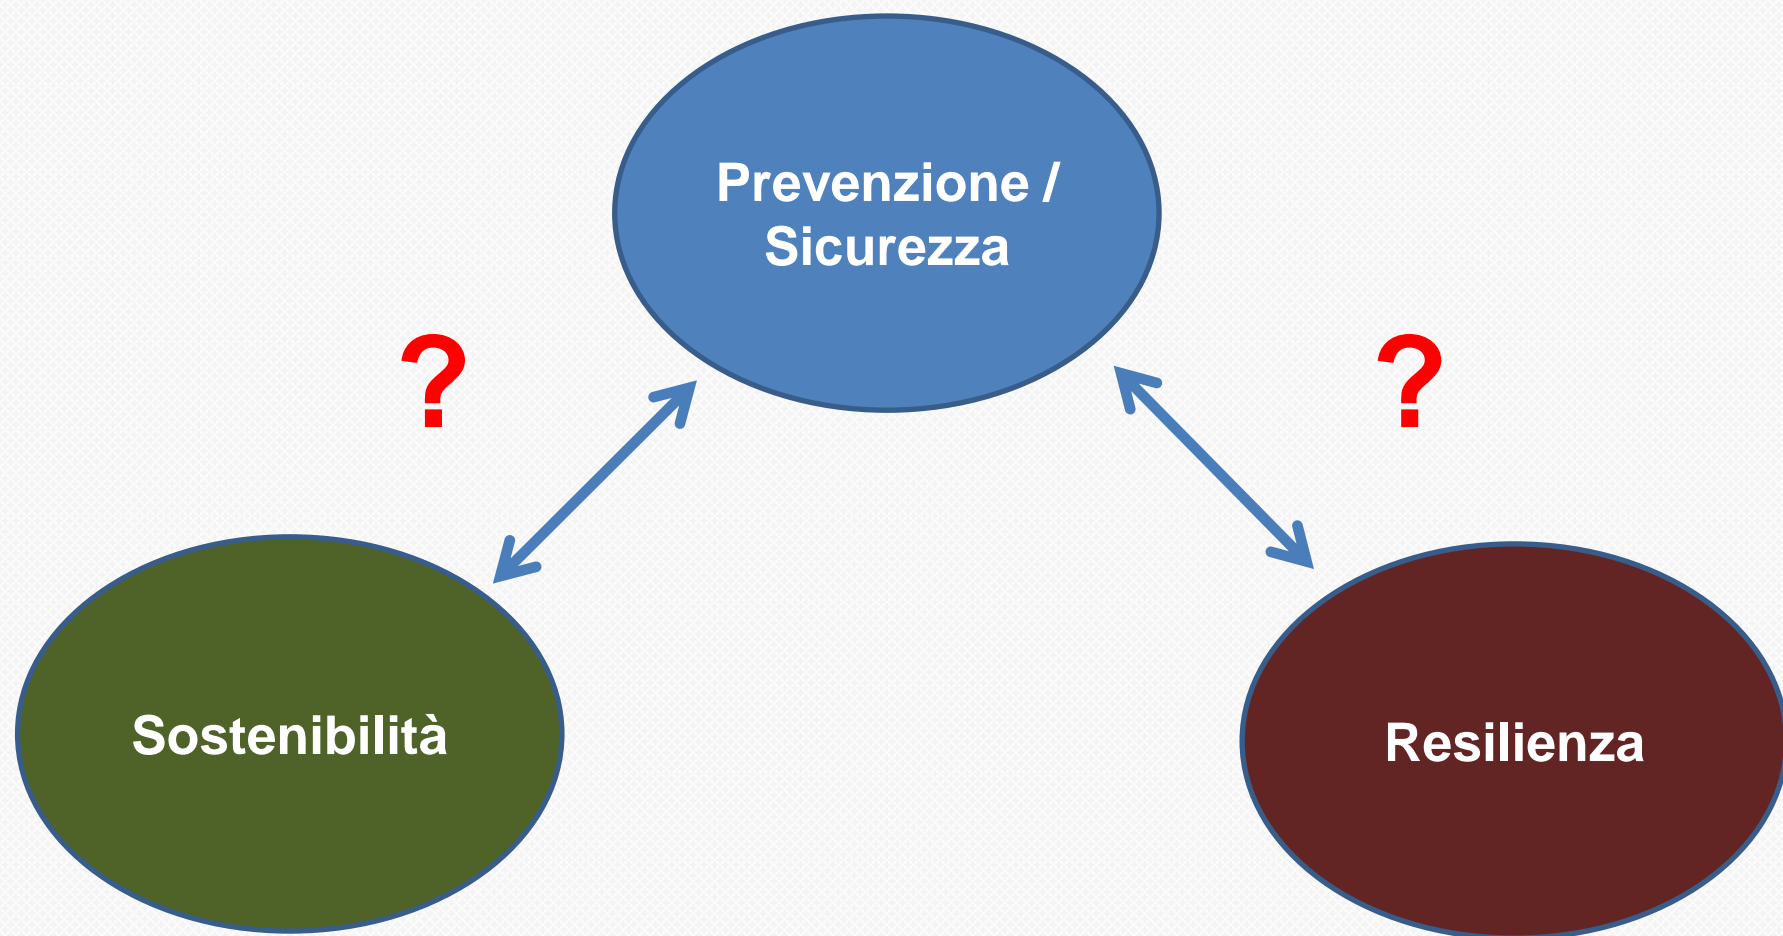 Prevenzione /
Sicurezza
?
?
Sostenibilità
Resilienza